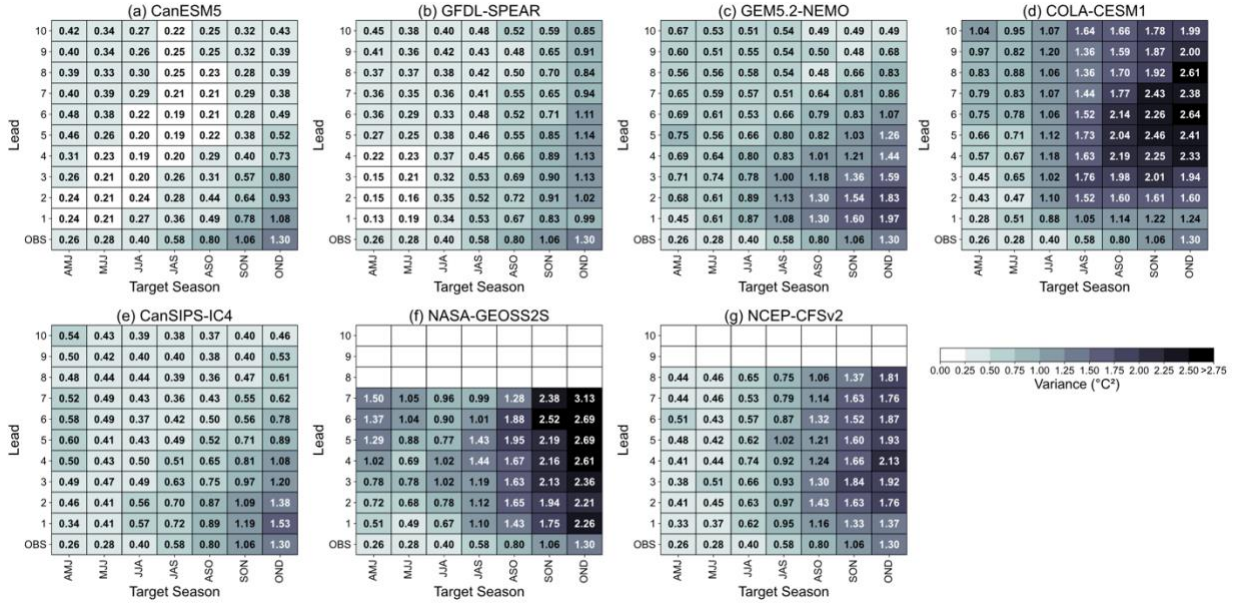 (a) CanESM5
10 0.42 0.34 0.27 0.22 0.25 0.32 0.43
9 0.40 0.31 0.26 0.25 0.25 0.32 0.39
8 0.39 0.33 0.30 0.25 0.23 0.28 0.39
7 0.40 0.39 0.29 0.21 0.21 0.29 0.38
6 0.48 0.38 0.22 0.19 0.21 0.28 0.49
5 0.46 0.26 0.20 0.19 0.22 0.38 0.52
4 0.31 0.23 0.19 0.20 0.29 0.40 0.73
3 0.26 0.21 0.20 0.26 0.31 0.57 0.80
2 0.24 0.21 0.24 0.28 0.44 0.64 0.93
1 0.24 0.21 0.27 0.36 0.49 0.78 1.08
OBS 0.26 0.28 0.40 0.58 0.80 1.06 1.30
AMJ MJJ JJA JAS ASO SON OND
Lead
Target Season
(b) GFDL-SPEAR
0.45 0.38 0.40 0.48 0.52 0.59 0.85
0.41 0.36 0.42 0.43 0.48 0.65 0.91
0.37 0.37 0.38 0.42 0.50 0.70 0.84
0.36 0.35 0.36 0.41 0.55 0.65 0.94
0.36 0.29 0.33 0.48 0.52 0.71 1.11
0.27 0.25 0.38 0.46 0.55 0.85 1.14
0.22 0.23 0.37 0.45 0.66 0.89 1.13
0.15 0.21 0.32 0.53 0.69 0.90 1.13
0.15 0.16 0.35 0.52 0.72 0.91 1.02
0.13 0.19 0.34 0.53 0.67 0.83 0.99
OBS 0.26 0.28 0.40 0.58 0.80 1.06 1.30
AMJ MJJ JJA JAS ASO SON OND
Target Season
(c) GEM5.2-NEMO
0.67 0.53 0.51 0.54 0.49 0.49 0.49
0.60 0.51 0.55 0.55 0.50 0.48 0.68
0.56 0.56 0.58 0.54 0.48 0.66 0.83
0.65 0.59 0.57 0.51 0.64 0.81 0.86
0.69 0.61 0.53 0.66 0.79 0.83 1.07
0.75 0.56 0.66 0.80 0.82 1.03 1.26
0.69 0.64 0.80 0.83 1.01 1.21 1.44
0.71 0.74 0.78 1.00 1.18 1.36 1.59
0.68 0.61 0.89 1.13 1.30 1.54 1.83
0.45 0.61 0.87 1.08 1.30 1.60 1.97
OBS 0.26 0.28 0.40 0.58 0.80 1.06 1.30
AMJ MJJ JJA JAS ASO SON OND
Target Season
(d) COLA-CESM1
10 1.04 0.95 1.07 1.64 1.66 1.78 1.99
9 0.97 0.82 1.20 1.36 1.59 1.87 2.00
8 0.83 0.88 1.06 1.36 1.70 1.92 2.61
7 0.79 0.83 1.07 1.44 1.77 2.43 2.38
6 0.75 0.78 1.06 1.52 2.14 2.26 2.64
5 0.66 0.71 1.12 1.73 2.04 2.46 2.41
4 0.57 0.67 1.18 1.63 2.19 2.25 2.33
3 0.45 0.65 1.02 1.76 1.98 2.01 1.94
2 0.43 0.47 1.10 1.52 1.60 1.61 1.60
1 0.28 0.51 0.88 1.05 1.14 1.22 1.24
OBS 0.26 0.28 0.40 0.58 0.80 1.06 1.30
AMJ MJJ JJA JAS ASO SON OND
Lead
Target Season
(e) CanSIPS-IC4
10 0.54 0.43 0.39 0.38 0.37 0.40 0.46
9 0.50 0.42 0.40 0.40 0.38 0.40 0.53
8 0.48 0.44 0.44 0.39 0.36 0.47 0.61
7 0.52 0.49 0.43 0.36 0.43 0.55 0.62
6 0.58 0.49 0.37 0.42 0.50 0.56 0.78
5 0.60 0.41 0.43 0.49 0.52 0.71 0.89
4 0.50 0.43 0.50 0.51 0.65 0.81 1.08
3 0.49 0.47 0.49 0.63 0.75 0.97 1.20
2 0.46 0.41 0.56 0.70 0.87 1.09 1.38
1 0.34 0.41 0.57 0.72 0.89 1.19 1.53
OBS 0.26 0.28 0.40 0.58 0.80 1.06 1.30
AMJ MJJ JJA JAS ASO SON OND
Lead
Target Season
(f) NASA-GEOSS2S
10
9
8
7 1.50 1.05 0.96 0.99 1.28 2.38 3.13
6 1.37 1.04 0.90 1.01 1.88 2.52 2.69
5 1.29 0.88 0.77 1.43 1.95 2.19 2.69
4 1.02 0.69 1.02 1.44 1.67 2.16 2.61
3 0.78 0.78 1.02 1.19 1.63 2.13 2.36
2 0.72 0.68 0.78 1.12 1.65 1.94 2.21
1 0.51 0.49 0.67 1.10 1.43 1.75 2.26
OBS 0.26 0.28 0.40 0.58 0.80 1.06 1.30
AMJ MJJ JJA JAS ASO SON OND
Lead
Target Season
(g) NCEP-CFSv2
10
9
8 0.44 0.46 0.65 0.75 1.06 1.37 1.81
7 0.44 0.46 0.53 0.79 1.14 1.63 1.76
6 0.51 0.43 0.57 0.87 1.32 1.52 1.87
5 0.48 0.42 0.62 1.02 1.21 1.60 1.93
4 0.41 0.44 0.74 0.92 1.24 1.66 2.13
3 0.38 0.51 0.66 0.93 1.30 1.84 1.92
2 0.41 0.45 0.63 0.97 1.43 1.63 1.76
1 0.33 0.37 0.62 0.95 1.16 1.33 1.37
OBS 0.26 0.28 0.40 0.58 0.80 1.06 1.30
AMJ MJJ JJA JAS ASO SON OND
Lead
Target Season
0.00 0.25 0.50 0.75 1.00 1.25 1.50 1.75 2.00 2.25 2.50 >2.75
Variance (°C²)